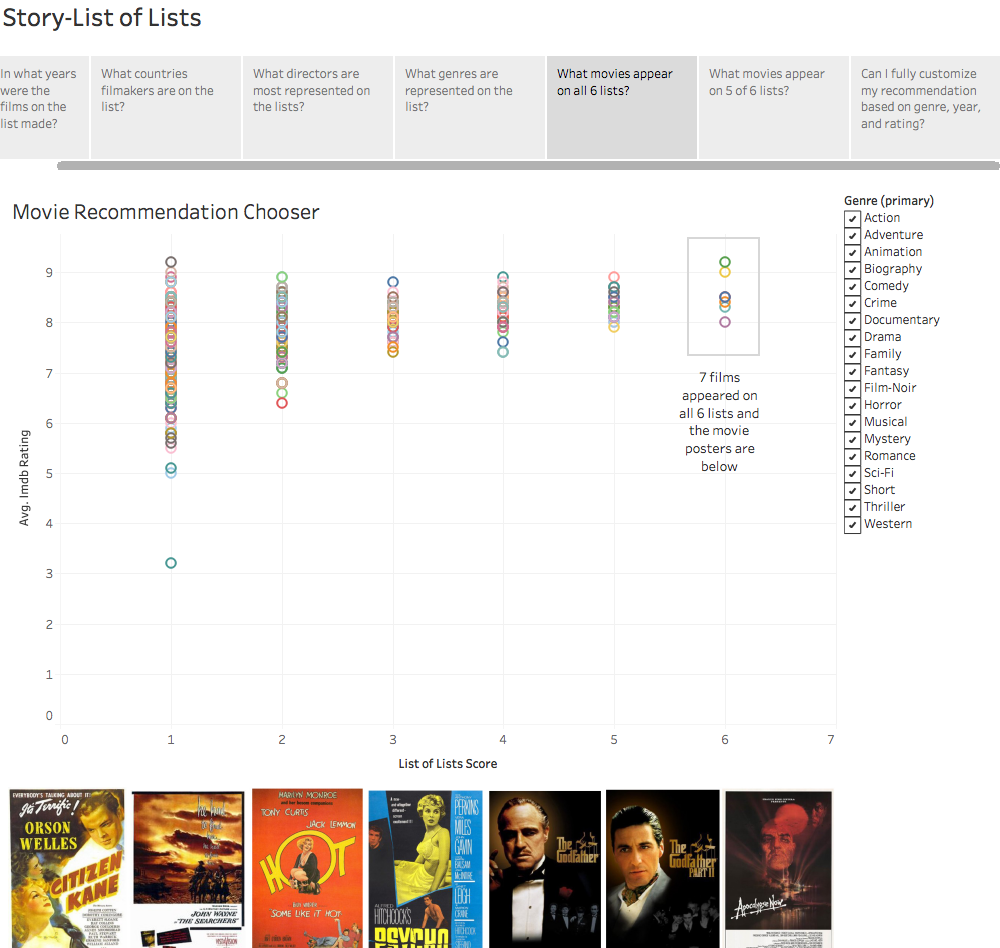 Story-List of Lists
In what years
were the
films on the
list made?
What countries
filmakers are on the
list?
What directors are
most represented on
the lists?
What genres are
represented on the
list?
What movies appear
on all 6 lists?
What movies appear
on 5 of 6 lists?
Can I fully customize
my recommendation
based on genre, year,
and rating?
Movie Recommendation Chooser
Avg. Imdb Rating
9
8
7
6
5
4
3
2
1
0
0
1
2
3
4
5
6
7
List of Lists Score
7 films
appeared on
all 6 lists and
the movie
posters are
below
Genre (primary)
Action
Adventure
Animation
Biography
Comedy
Crime
Documentary
Drama
Family
Fantasy
Film-Noir
Horror
Musical
Mystery
Romance
Sci-Fi
Short
Thriller
Western
EVERYBODY'S TALKING ABOUT IT!
It's Terrific!
ORSON
WELLES
CITIZEN
KANE
JOHN WAYNE
"THE SEARCHERS"
MARILYN MONROE
TONY CURTIS
JACK LEMMON
HOT
SOME LIKE IT HOT
PERKINS
MILES
GAVIN
BALSAM
McINTIRE
LEIGH
ALFRED
HITCHCOCK'S
PSYCHO
The
Godfather
The
Godfather
PART II
Apocalypse Now